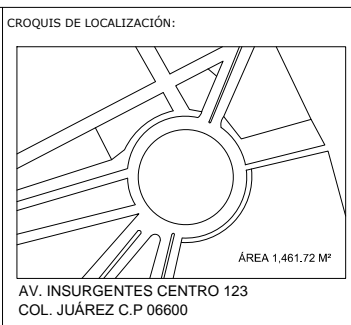 CROQUIS DE LOCALIZACIÓN:
ÁREA 1,461.72 M²
AV. INSURGENTES CENTRO 123
COL. JUÁREZ C.P 06600